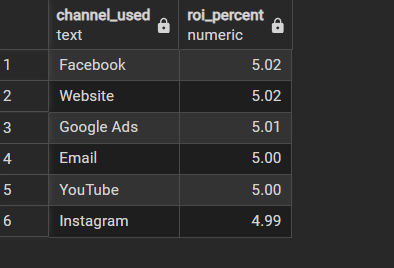 channel_used roi_percent
text numeric
1 Facebook 5.02
2 Website 5.02
3 Google Ads 5.01
4 Email 5.00
5 YouTube 5.00
6 Instagram 4.99